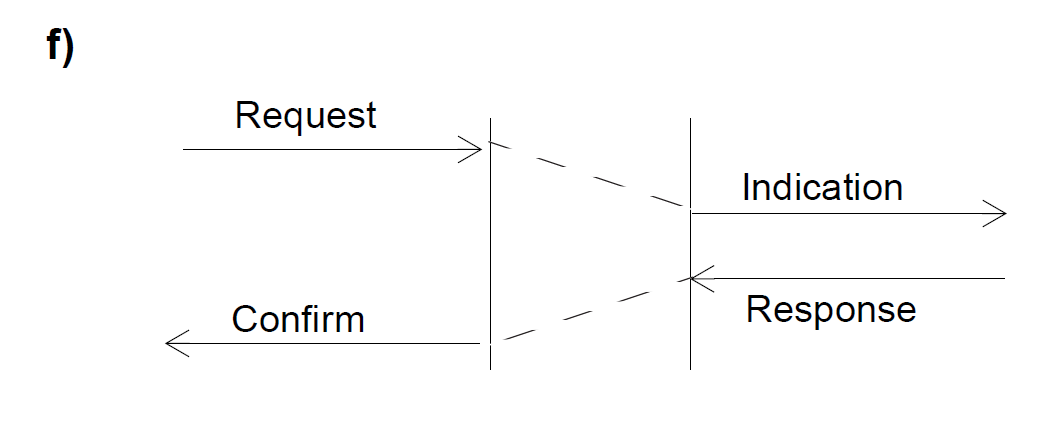 f)
Request
Indication
Response
Confirm